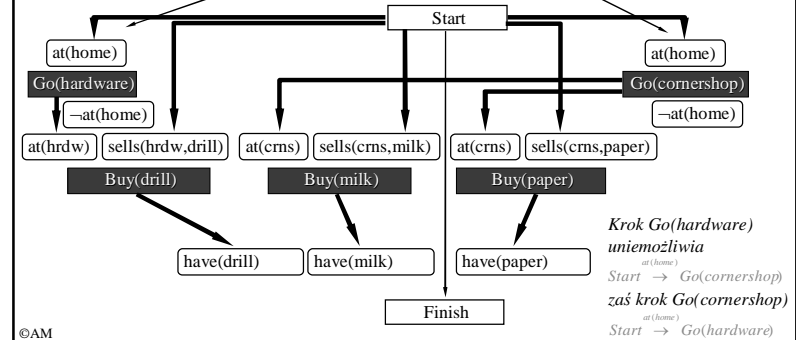 Start
at(home)
at(home)
Go(hardware)
Go(cornershop)
¬at(home)
¬at(home)
at(hrdw)
sells(hrdw,drill)
at(crns)
sells(crns,milk)
at(crns)
sells(crns,paper)
Buy(drill)
Buy(milk)
Buy(paper)
have(drill)
have(milk)
have(paper)
Krok Go(hardware)
uniemożliwia
at(home)
Start → Go(cornershop)
zaś krok Go(cornershop)
at(home)
Start → Go(hardware)
Finish
©AM